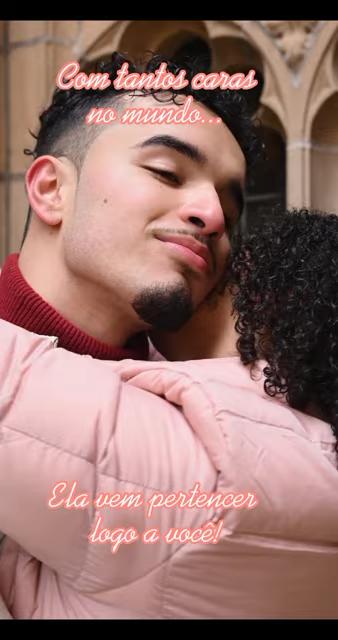 Com tantos caras
no mundo...
Ela vem pertencer
logo a você!